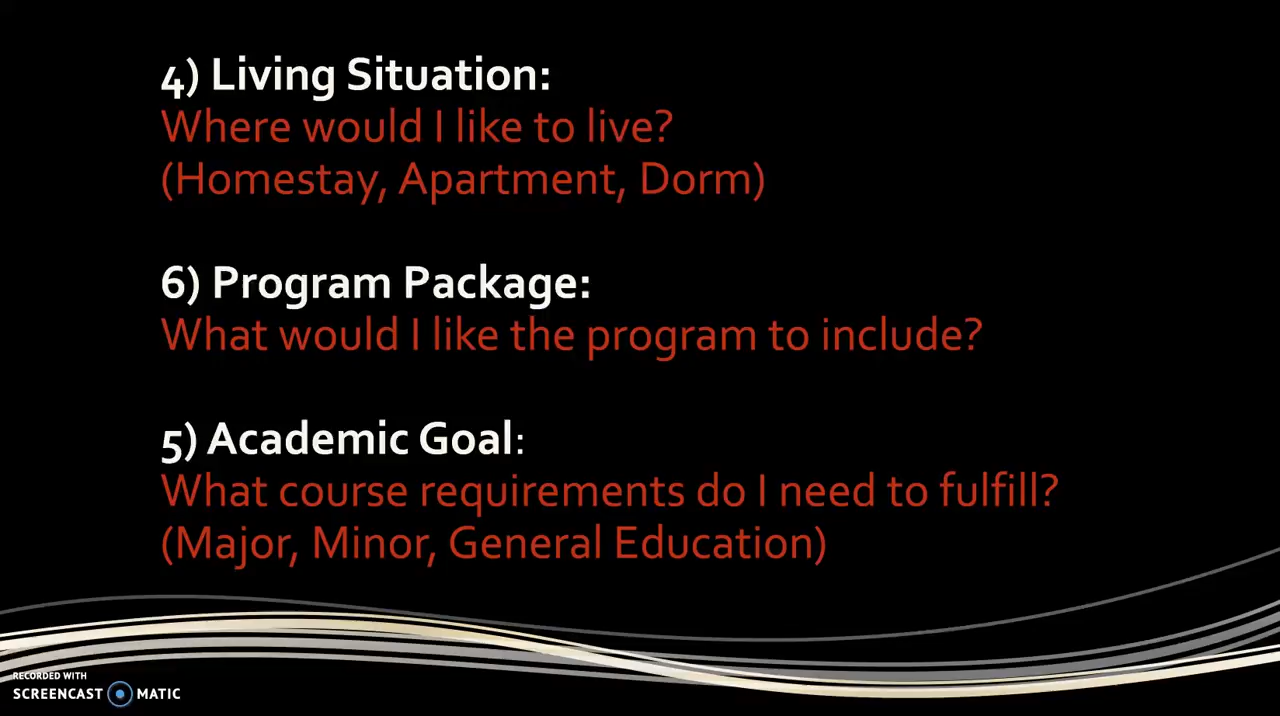 4) Living Situation:
Where would I like to live?
(Homestay, Apartment, Dorm)
6) Program Package:
What would I like the program to include?
5) Academic Goal:
What course requirements do I need to fulfill?
(Major, Minor, General Education)
RECORDED WITH
SCREENCAST MATIC